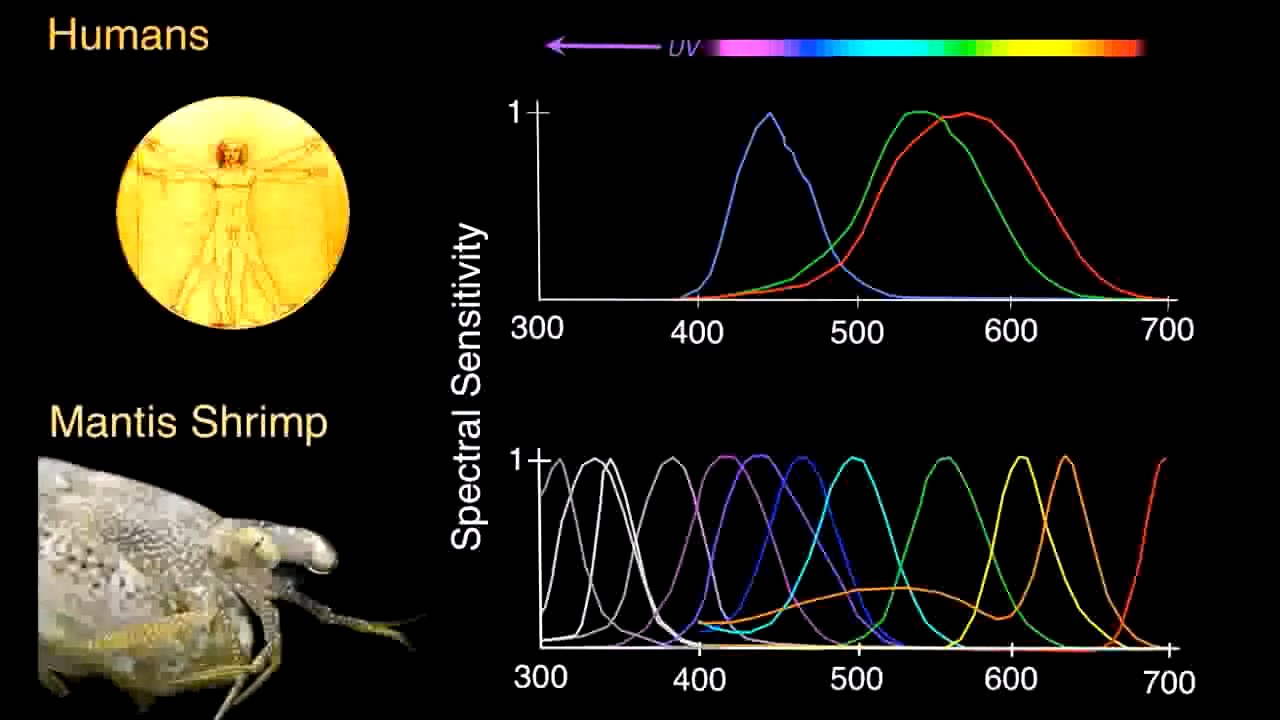 Humans
UV
1
300 400 500 600 700
Spectral Sensitivity
Mantis Shrimp
1
300 400 500 600 700